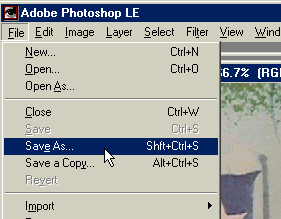 Adobe Photoshop LE
File Edit Image Layer Select Filter View Wind
New... Ctrl+N
Open... Ctrl+O
Open As...
6.7% (RG
Close Ctrl+W
Save Ctrl+S
Save As... Shft+Ctrl+S
Save a Copy... Alt+Ctrl+S
Revert
Import